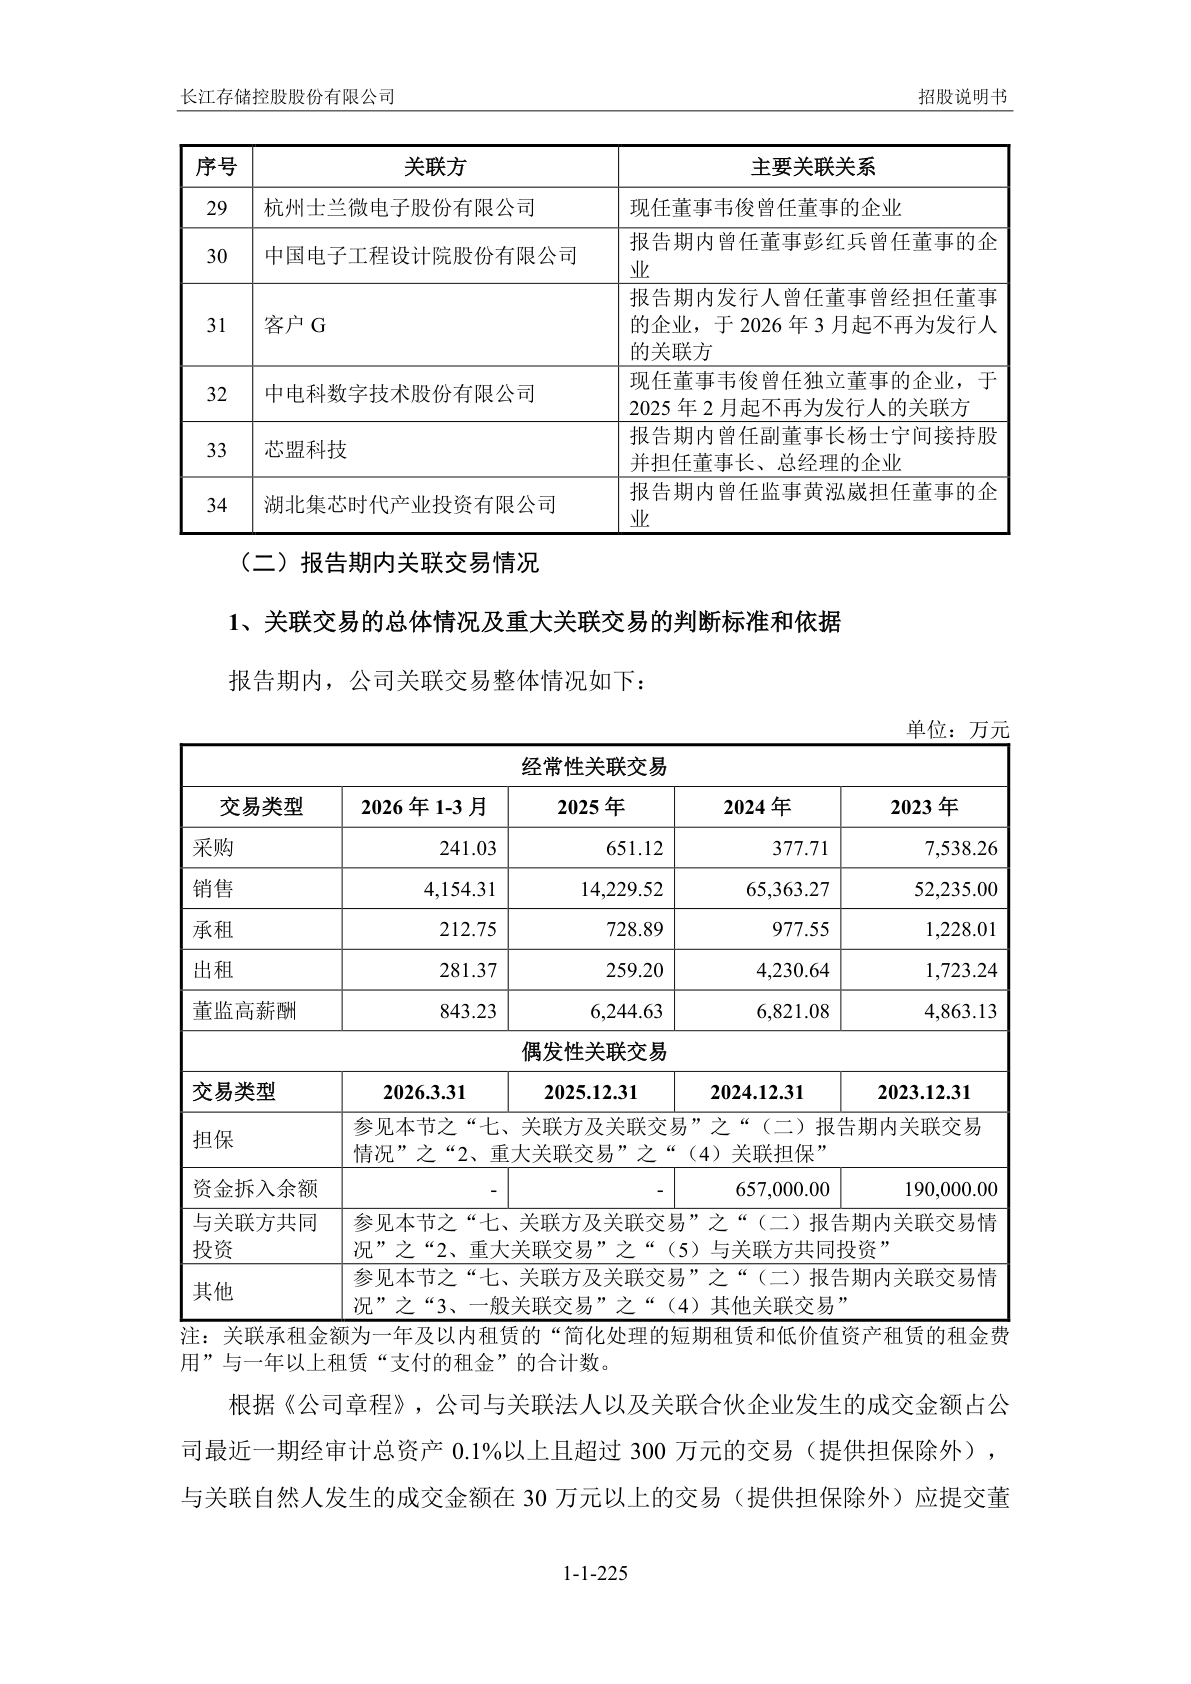 长江存储控股股份有限公司 招股说明书
序号 关联方 主要关联关系
29 杭州士兰微电子股份有限公司 现任董事韦俊曾任董事的企业
30 中国电子工程设计院股份有限公司 报告期内曾任董事彭红兵曾任董事的企
业
31 客户 G 报告期内发行人曾任董事曾经担任董事
的企业，于 2026 年 3 月起不再为发行人
的关联方
32 中电科数字技术股份有限公司 现任董事韦俊曾任独立董事的企业，于
2025 年 2 月起不再为发行人的关联方
33 芯盟科技 报告期内曾任副董事长杨士宁间接持股
并担任董事长、总经理的企业
34 湖北集芯时代产业投资有限公司 报告期内曾任监事黄泓崴担任董事的企
业
（二）报告期内关联交易情况
1、关联交易的总体情况及重大关联交易的判断标准和依据
报告期内，公司关联交易整体情况如下：
单位：万元
经常性关联交易
交易类型 2026 年 1-3 月 2025 年 2024 年 2023 年
采购 241.03 651.12 377.71 7,538.26
销售 4,154.31 14,229.52 65,363.27 52,235.00
承租 212.75 728.89 977.55 1,228.01
出租 281.37 259.20 4,230.64 1,723.24
董监高薪酬 843.23 6,244.63 6,821.08 4,863.13
偶发性关联交易
交易类型 2026.3.31 2025.12.31 2024.12.31 2023.12.31
担保 参见本节之“七、关联方及关联交易”之“（二）报告期内关联交易
情况”之“2、重大关联交易”之“（4）关联担保”
资金拆入余额 - - 657,000.00 190,000.00
与关联方共同 参见本节之“七、关联方及关联交易”之“（二）报告期内关联交易情
投资 况”之“2、重大关联交易”之“（5）与关联方共同投资”
其他 参见本节之“七、关联方及关联交易”之“（二）报告期内关联交易情
况”之“3、一般关联交易”之“（4）其他关联交易”
注：关联承租金额为一年及以内租赁的“简化处理的短期租赁和低价值资产租赁的租金费
用”与一年以上租赁“支付的租金”的合计数。
根据《公司章程》，公司与关联法人以及关联合伙企业发生的成交金额占公
司最近一期经审计总资产 0.1%以上且超过 300 万元的交易（提供担保除外），
与关联自然人发生的成交金额在 30 万元以上的交易（提供担保除外）应提交董
1-1-225